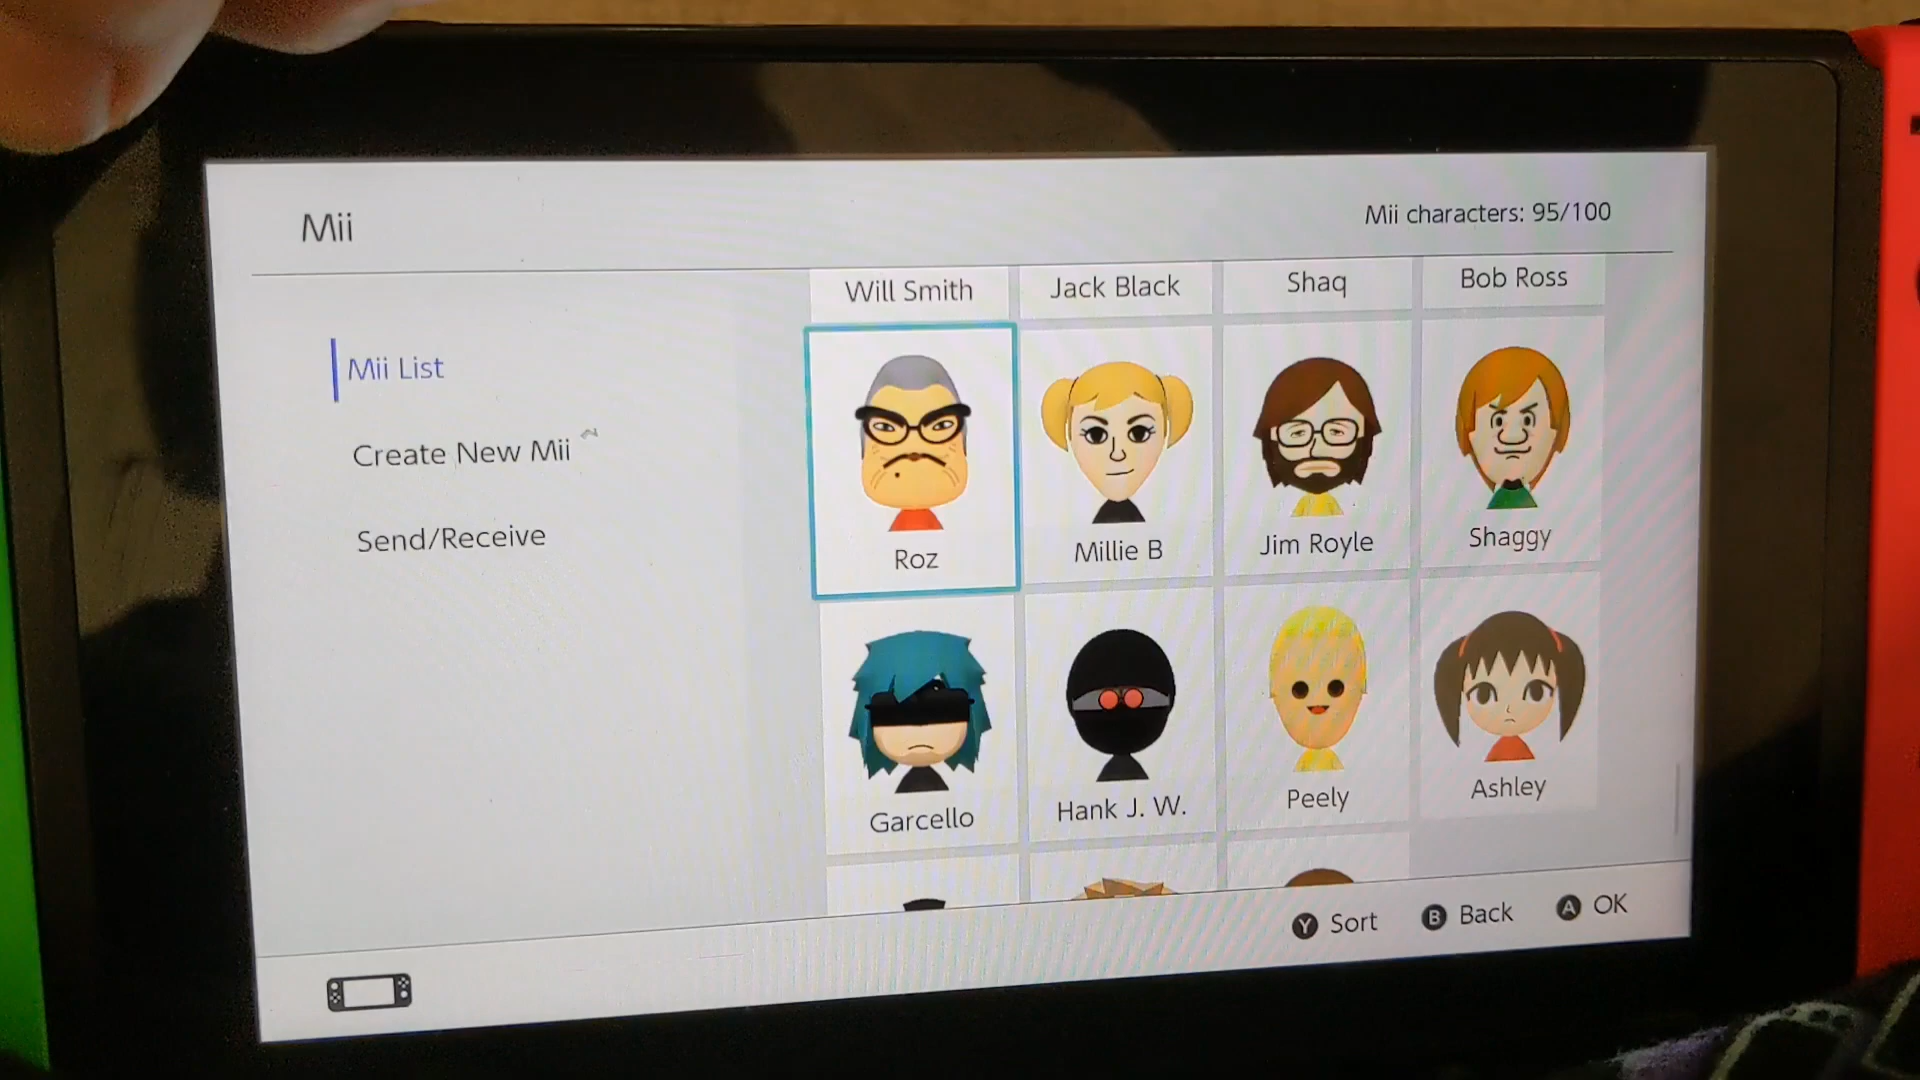 Mii
Mii characters: 95/100
Mii List
Create New Mii
Send/Receive
Will Smith
Jack Black
Shaq
Bob Ross
Roz
Millie B
Jim Royle
Shaggy
Garcello
Hank J. W.
Peely
Ashley
Y Sort
B Back
A OK